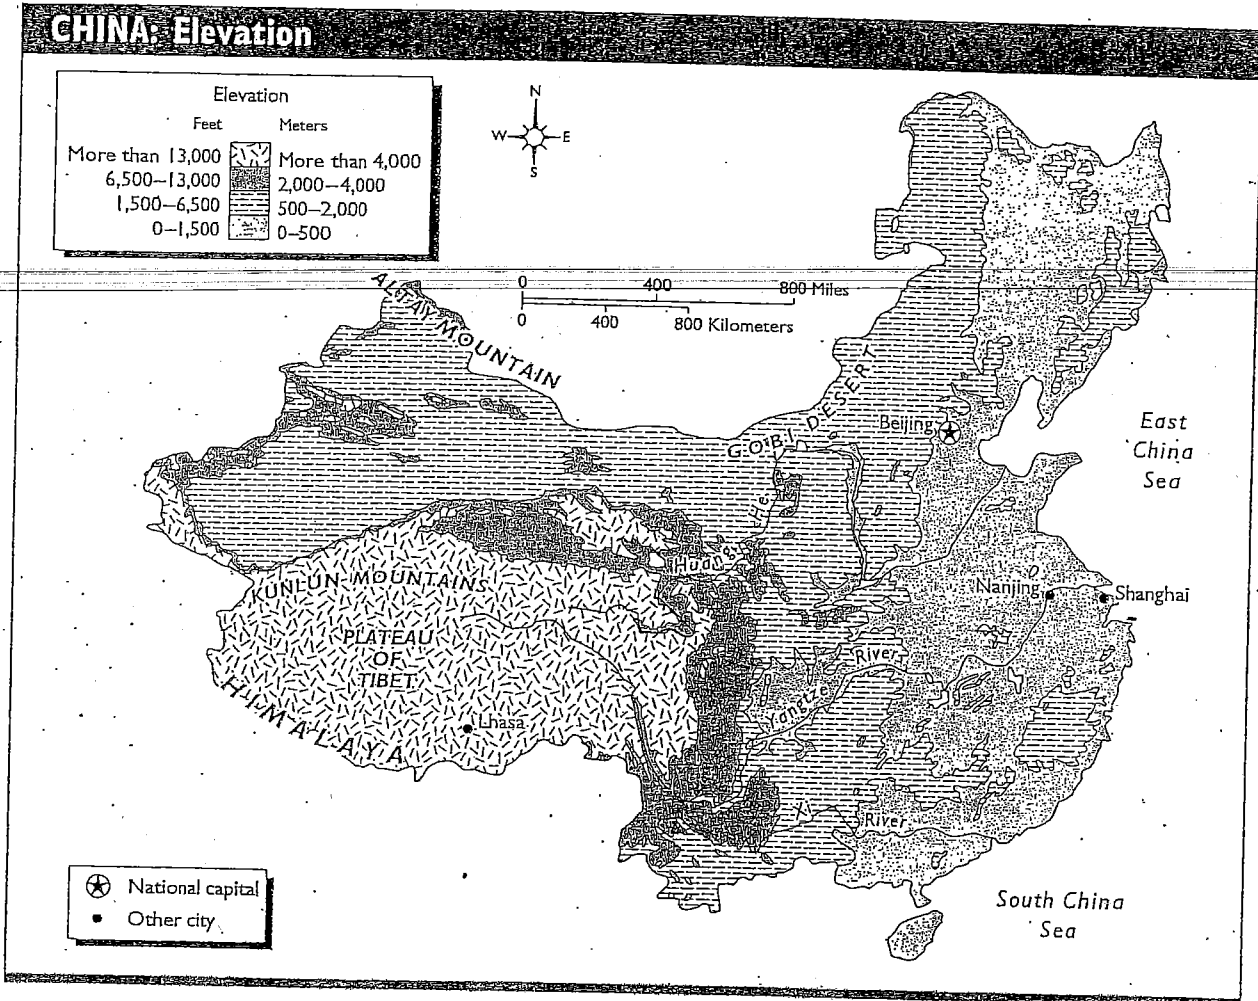 CHINA: Elevation
Elevation
Feet Meters
More than 13,000 More than 4,000
6,500–13,000 2,000–4,000
1,500–6,500 500–2,000
0–1,500 0–500
N
W E
S
0 400 800 Miles
0 400 800 Kilometers
ALTAY MOUNTAIN
GOBI DESERT
Beijing
East
China
Sea
Huang He
KUNLUN MOUNTAINS
Nanjing
Shanghai
PLATEAU
OF
TIBET
Yangtze River
HIMALAYA
Lhasa
Xi River
National capital
Other city
South China
Sea